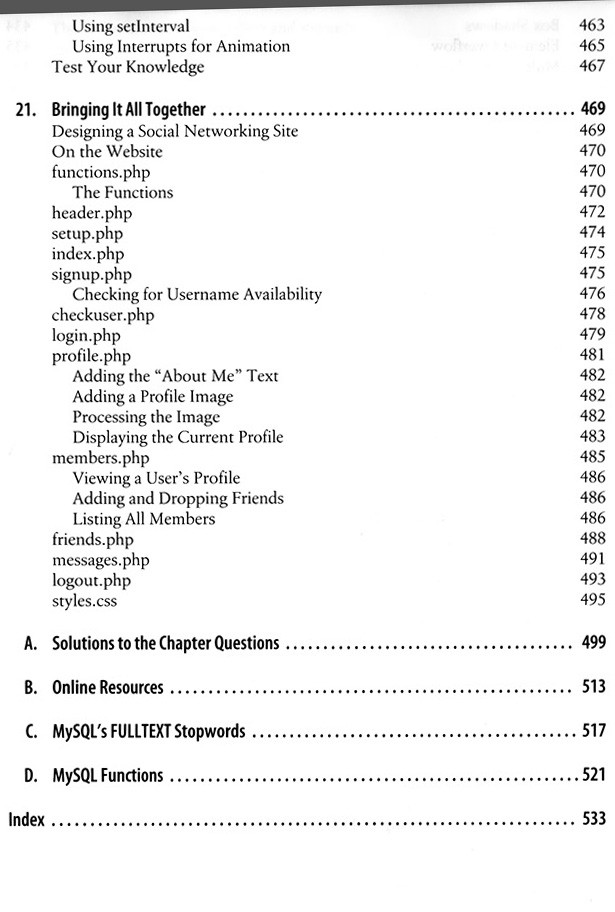 Using setInterval 463
Using Interrupts for Animation 465
Test Your Knowledge 467
21. Bringing It All Together 469
Designing a Social Networking Site 469
On the Website 470
functions.php 470
The Functions 470
header.php 472
setup.php 474
index.php 475
signup.php 475
Checking for Username Availability 476
checkuser.php 478
login.php 479
profile.php 481
Adding the “About Me” Text 482
Adding a Profile Image 482
Processing the Image 482
Displaying the Current Profile 483
members.php 485
Viewing a User’s Profile 486
Adding and Dropping Friends 486
Listing All Members 486
friends.php 488
messages.php 491
logout.php 493
styles.css 495
A. Solutions to the Chapter Questions 499
B. Online Resources 513
C. MySQL’s FULLTEXT Stopwords 517
D. MySQL Functions 521
Index 533